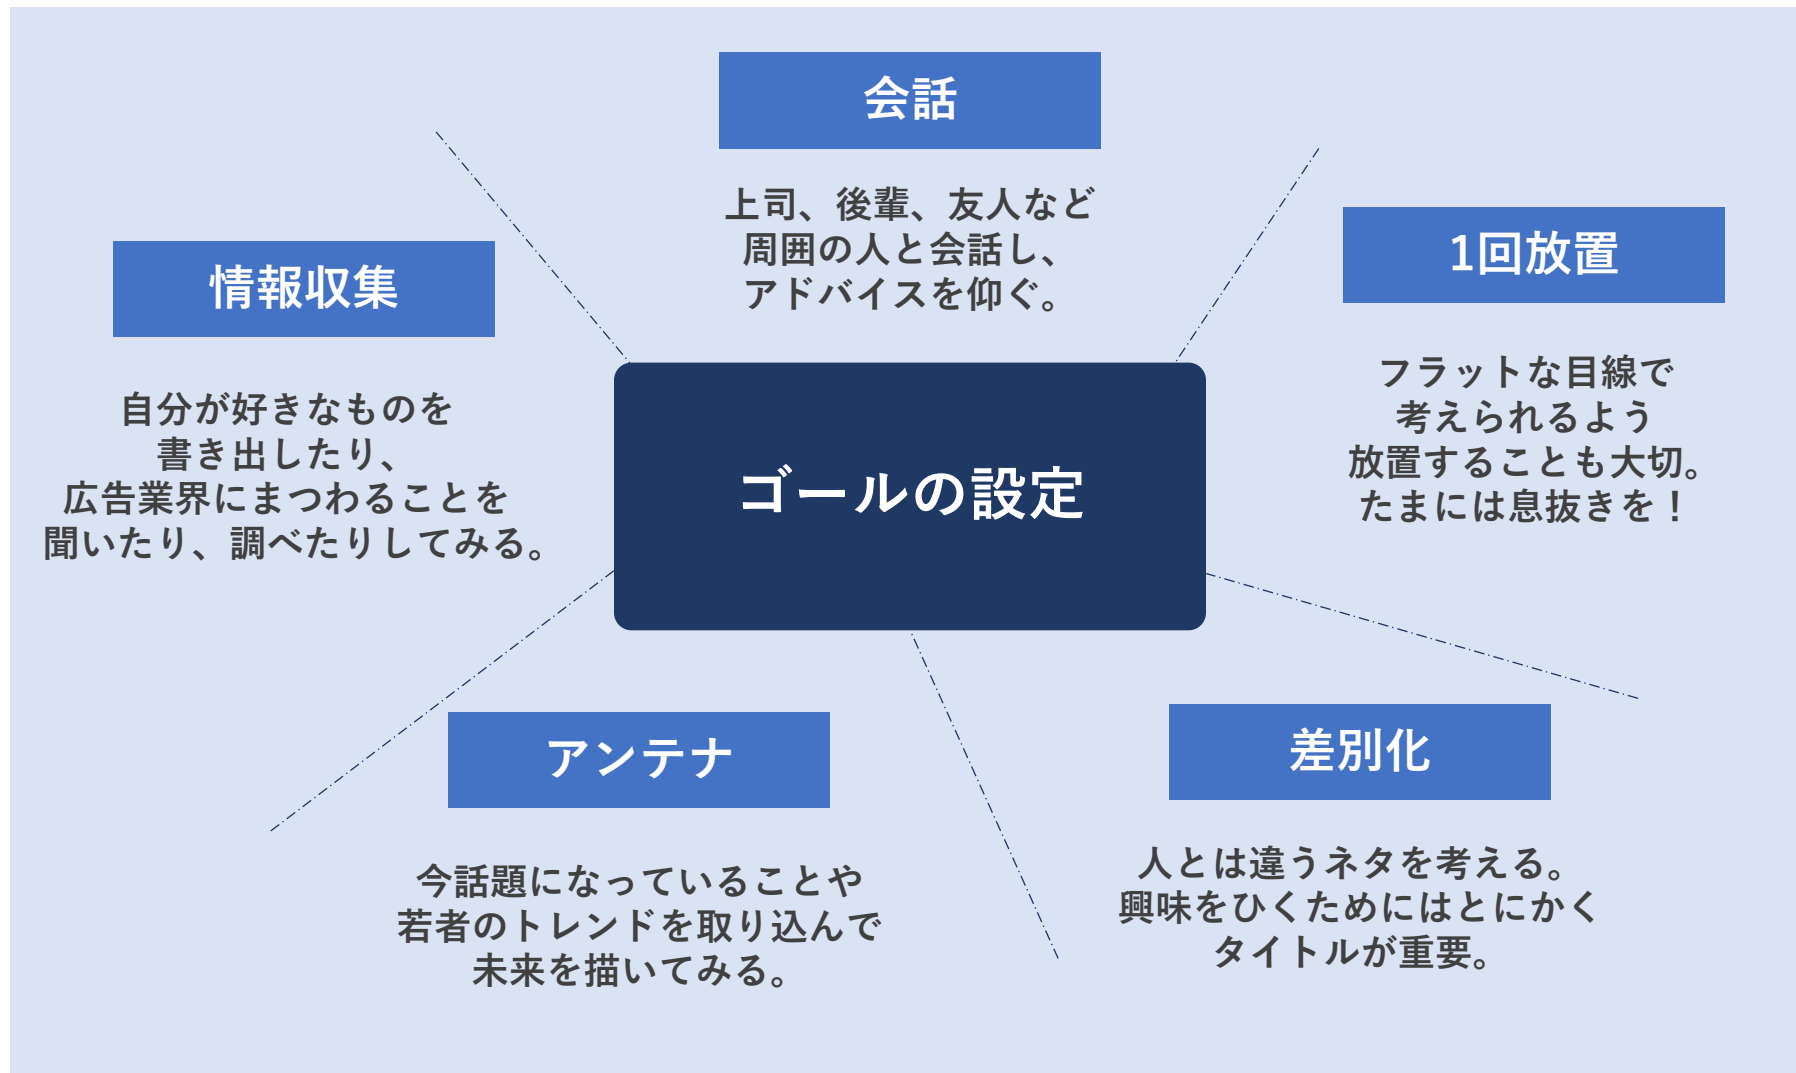 会話
上司、後輩、友人など
周囲の人と会話し、
アドバイスを仰ぐ。
1回放置
フラットな目線で
考えられるよう
放置することも大切。
たまには息抜きを！
情報収集
自分が好きなものを
書き出したり、
広告業界にまつわることを
聞いたり、調べたりしてみる。
ゴールの設定
アンテナ
今話題になっていることや
若者のトレンドを取り込んで
未来を描いてみる。
差別化
人とは違うネタを考える。
興味をひくためにはとにかく
タイトルが重要。